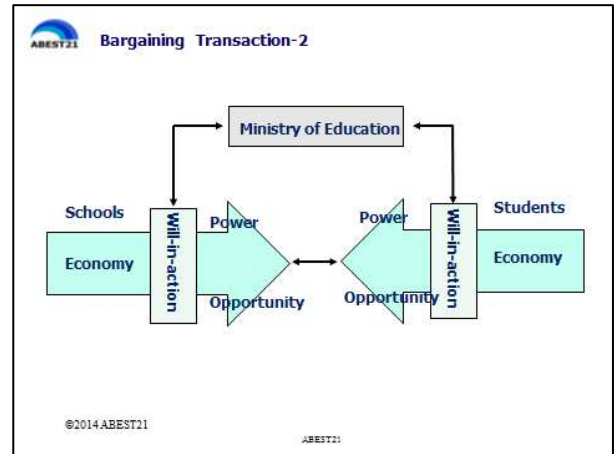 ABEST21
Bargaining Transaction-2
Ministry of Education
Schools
Students
Power
Power
Will-in-action
Will-in-action
Economy
Economy
Opportunity
Opportunity
©2014 ABEST21
ABEST21